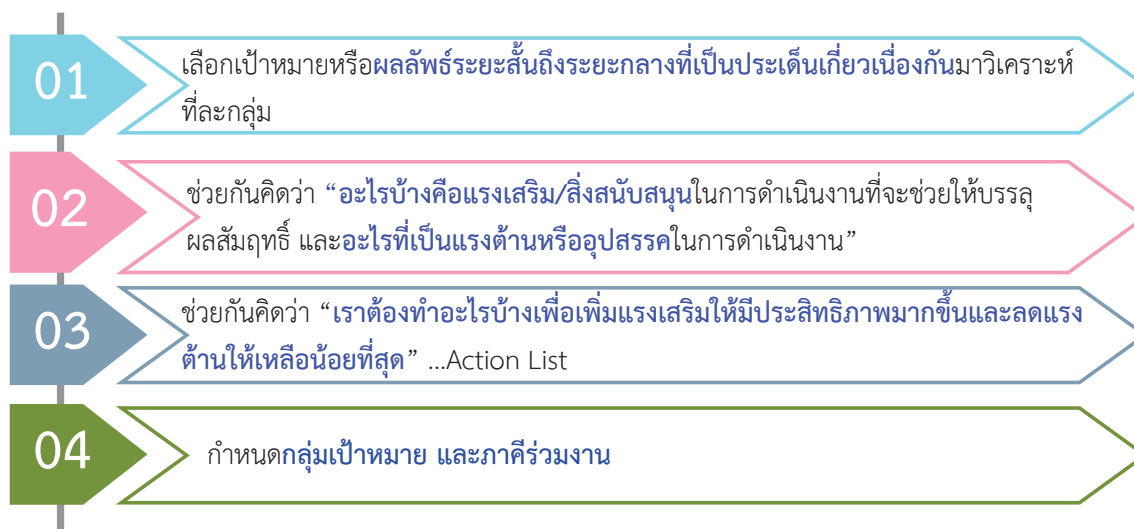 01
เลือกเป้าหมายหรือผลลัพธ์ระยะสั้นถึงระยะกลางที่เป็นประเด็นเกี่ยวเนื่องกันมาวิเคราะห์
ทีละกลุ่ม
02
ช่วยกันคิดว่า “อะไรบ้างคือแรงเสริม/สิ่งสนับสนุนในการดำเนินงานที่จะช่วยให้บรรลุ
ผลสัมฤทธิ์ และอะไรที่เป็นแรงต้านหรืออุปสรรคในการดำเนินงาน”
03
ช่วยกันคิดว่า “เราต้องทำอะไรบ้างเพื่อเพิ่มแรงเสริมให้มีประสิทธิภาพมากขึ้นและลดแรง
ต้านให้เหลือน้อยที่สุด” ...Action List
04
กำหนดกลุ่มเป้าหมาย และภาคีร่วมงาน